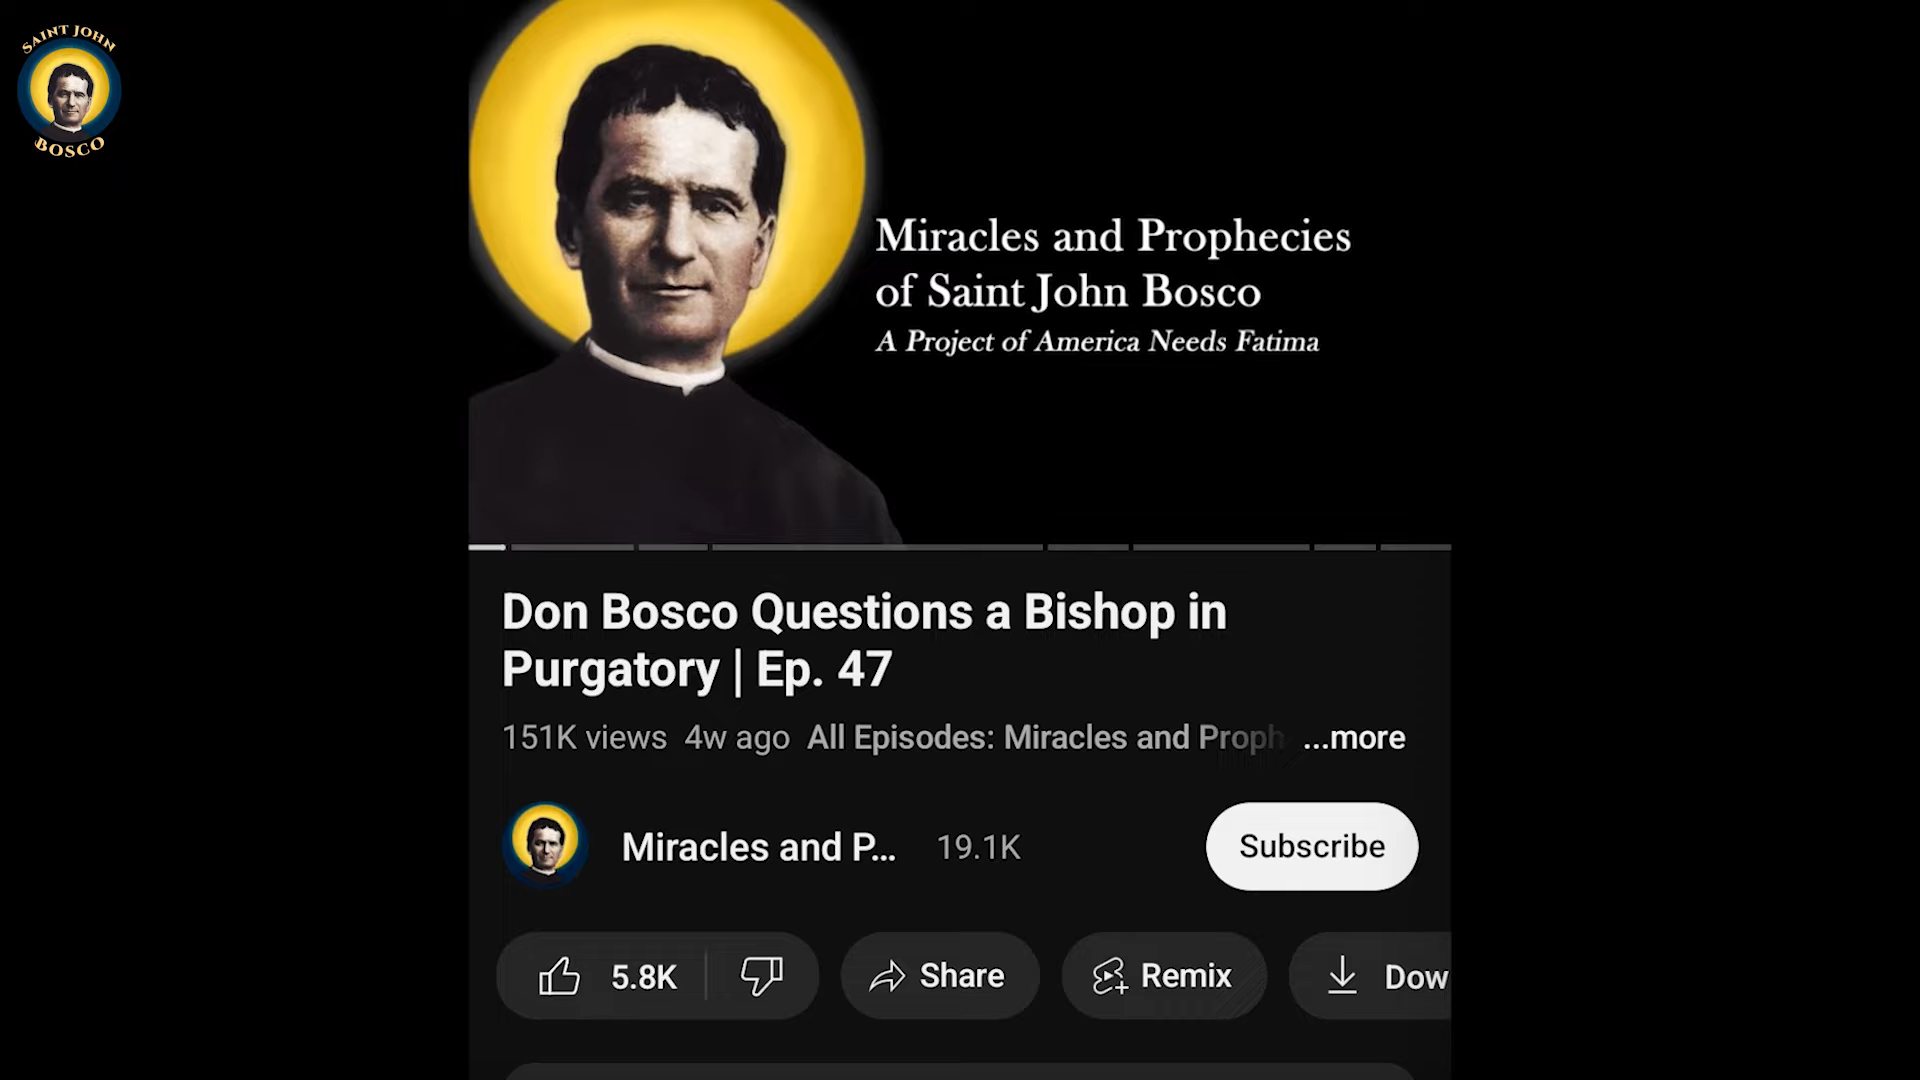 SAINT JOHN
BOSCO
Miracles and Prophecies
of Saint John Bosco
A Project of America Needs Fatima
Don Bosco Questions a Bishop in
Purgatory | Ep. 47
151K views 4w ago All Episodes: Miracles and Proph ...more
Miracles and P... 19.1K Subscribe
5.8K Share Remix Dow